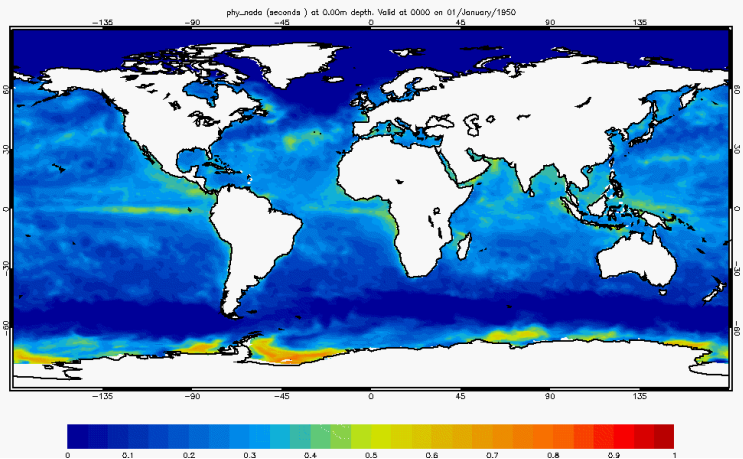 phy_nodo (seconds ) at 0.00m depth. Valid at 0000 on 01/January/1950
-135 -90 -45 0 45 90 135
60 60
30 30
0 0
-30 -30
-60 -60
-135 -90 -45 0 45 90 135
0 0.1 0.2 0.3 0.4 0.5 0.6 0.7 0.8 0.9 1